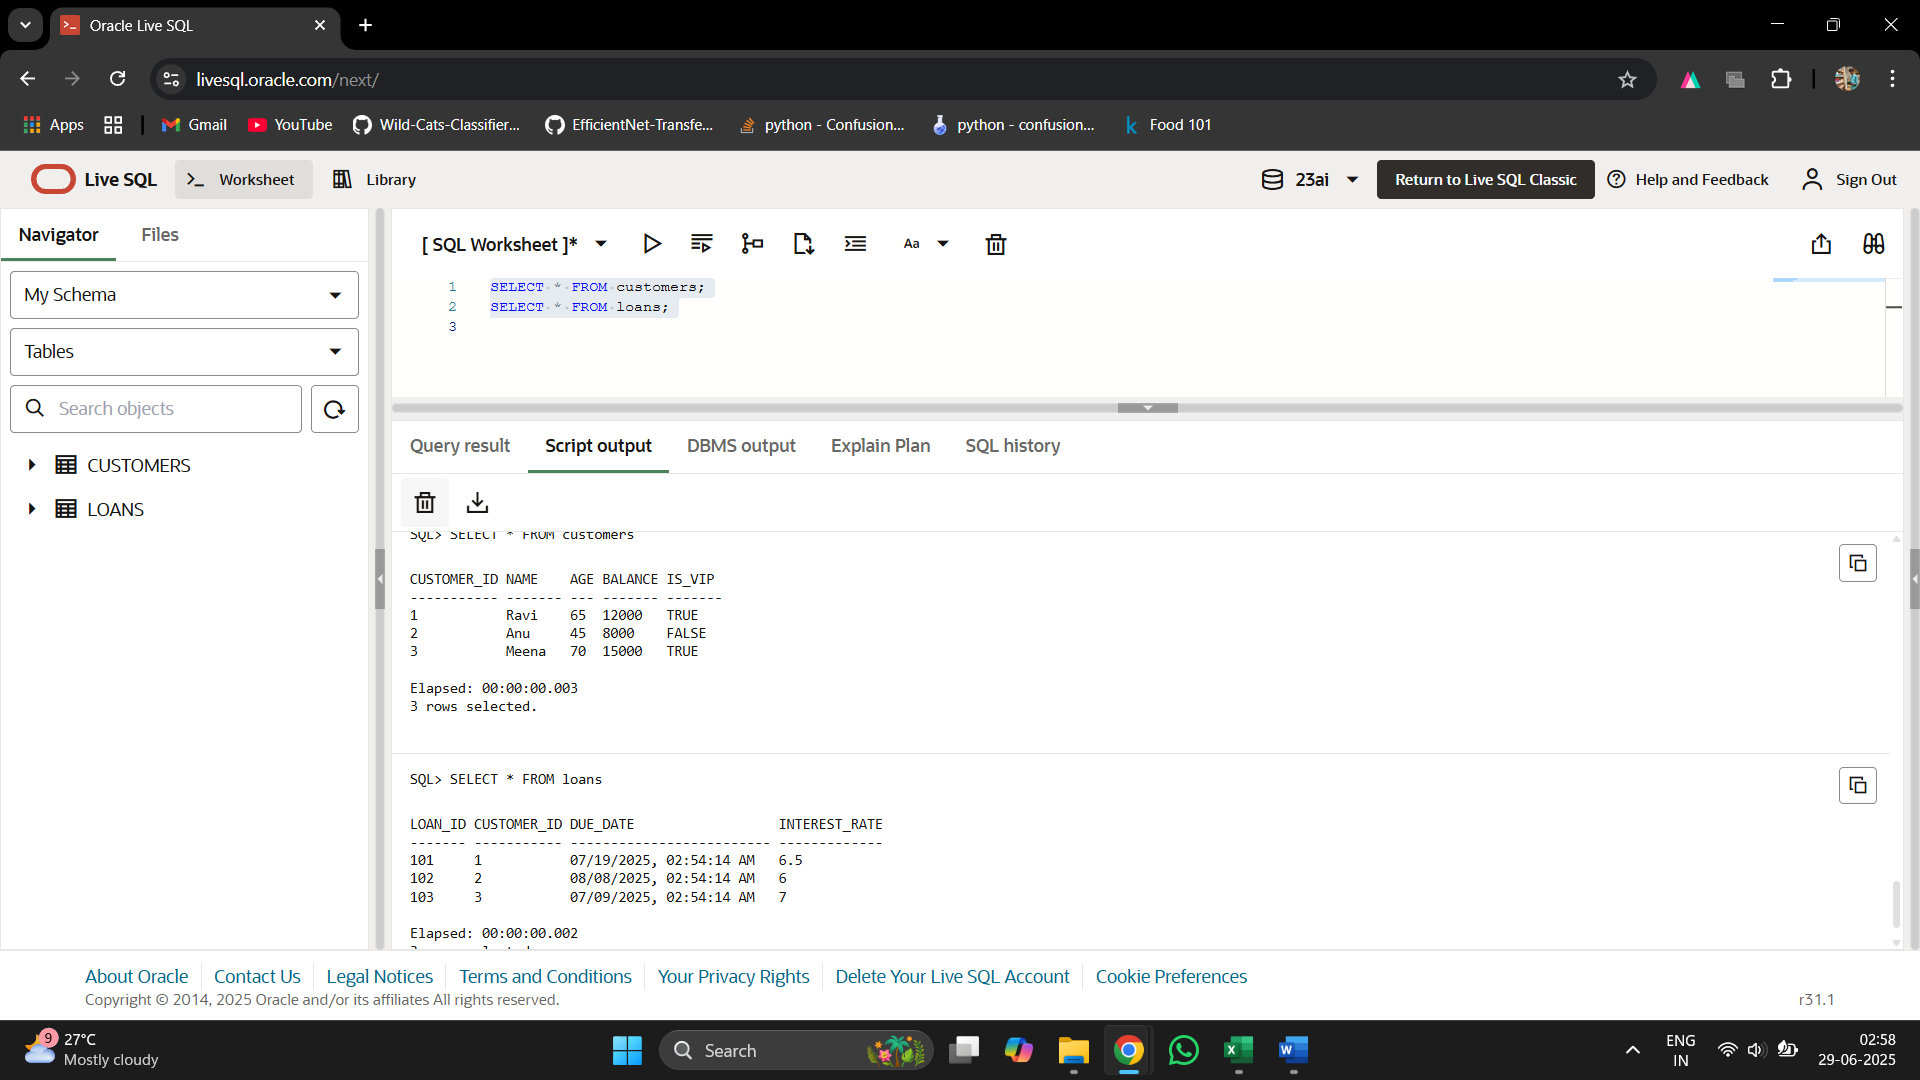 Oracle Live SQL
livesql.oracle.com/next/
Apps Gmail YouTube Wild-Cats-Classifier... EfficientNet-Transfe... python - Confusion... python - confusion... Food 101
Live SQL >_ Worksheet Library 23ai Return to Live SQL Classic Help and Feedback Sign Out
Navigator Files
My Schema
Tables
Search objects
CUSTOMERS
LOANS
[ SQL Worksheet ]* Aa
1 SELECT * FROM customers;
2 SELECT * FROM loans;
3
Query result Script output DBMS output Explain Plan SQL history
SQL> SELECT * FROM customers
CUSTOMER_ID NAME AGE BALANCE IS_VIP
----------- ------- --- ------- -------
1 Ravi 65 12000 TRUE
2 Anu 45 8000 FALSE
3 Meena 70 15000 TRUE
Elapsed: 00:00:00.003
3 rows selected.
SQL> SELECT * FROM loans
LOAN_ID CUSTOMER_ID DUE_DATE INTEREST_RATE
------- ----------- ------------------------- -------------
101 1 07/19/2025, 02:54:14 AM 6.5
102 2 08/08/2025, 02:54:14 AM 6
103 3 07/09/2025, 02:54:14 AM 7
Elapsed: 00:00:00.002
About Oracle Contact Us Legal Notices Terms and Conditions Your Privacy Rights Delete Your Live SQL Account Cookie Preferences
Copyright © 2014, 2025 Oracle and/or its affiliates All rights reserved.
r31.1
9
27°C
Mostly cloudy
Search
ENG
IN
02:58
29-06-2025